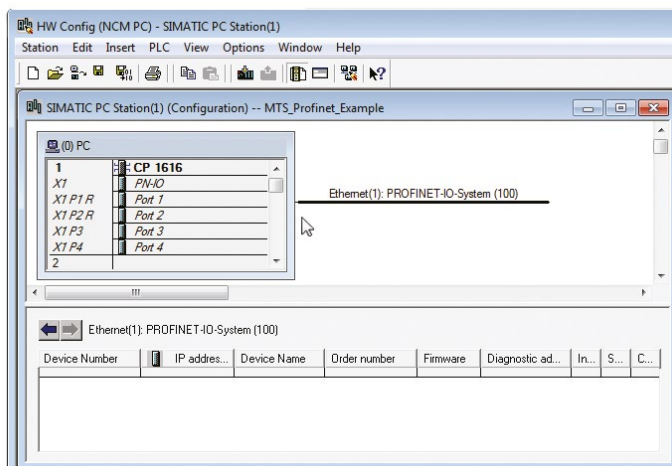 HW Config (NCM PC) - SIMATIC PC Station(1)
Station Edit Insert PLC View Options Window Help
SIMATIC PC Station(1) (Configuration) -- MTS_Profinet_Example
(0) PC
1 CP 1616
X1 PN-IO
X1 P1 R Port 1
X1 P2 R Port 2
X1 P3 Port 3
X1 P4 Port 4
2
Ethernet(1): PROFINET-IO-System (100)
Ethernet(1): PROFINET-IO-System (100)
Device Number IP addres... Device Name Order number Firmware Diagnostic ad... In... S... C...